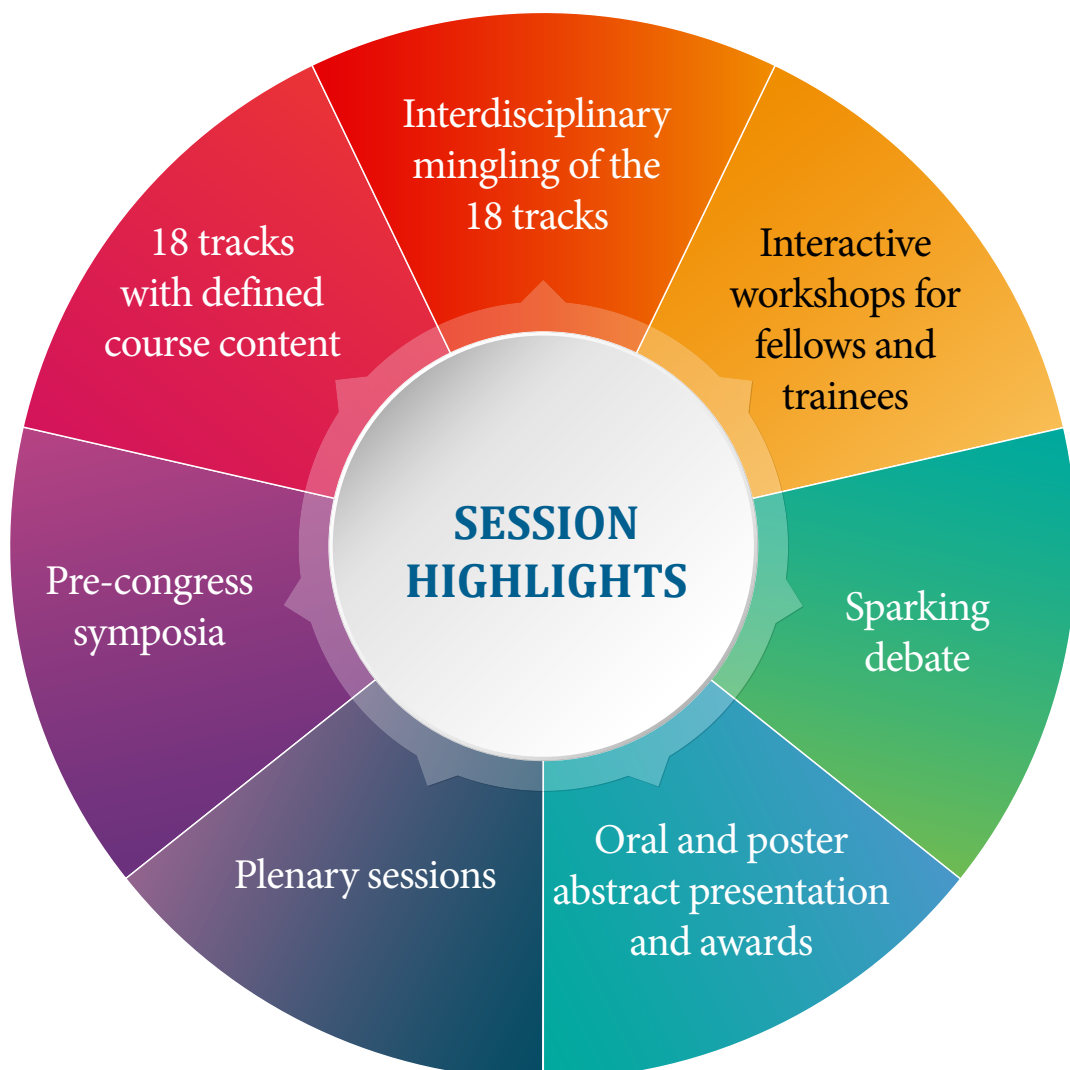 Interdisciplinary
mingling of the
18 tracks
Interactive
workshops for
fellows and
trainees
Sparking
debate
Oral and poster
abstract presentation
and awards
Plenary sessions
Pre-congress
symposia
18 tracks
with defined
course content
SESSION
HIGHLIGHTS